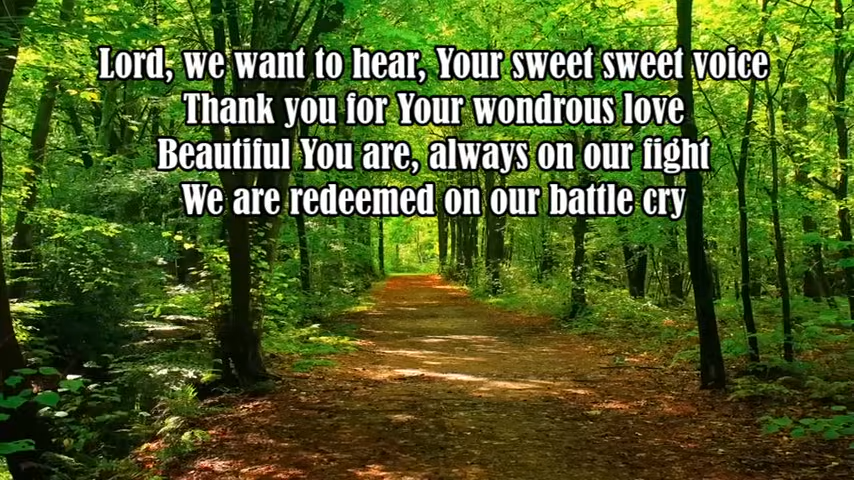 Lord, we want to hear, Your sweet sweet voice
Thank you for Your wondrous love
Beautiful You are, always on our fight
We are redeemed on our battle cry